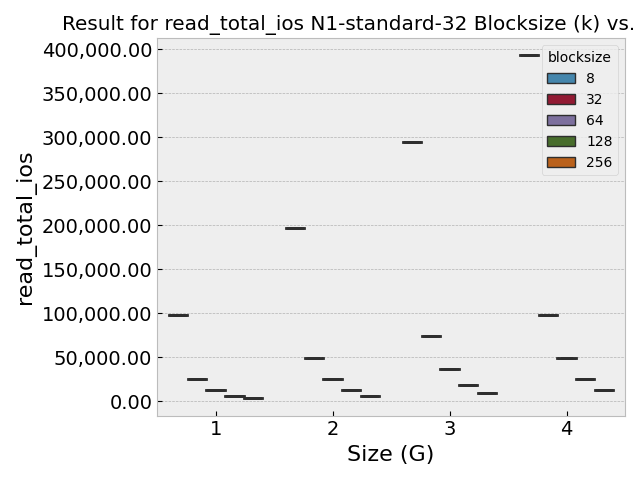 Result for read_total_ios N1-standard-32 Blocksize (k) vs.
400,000.00
350,000.00
300,000.00
250,000.00
200,000.00
150,000.00
100,000.00
50,000.00
0.00
read_total_ios
blocksize
8
32
64
128
256
1 2 3 4
Size (G)